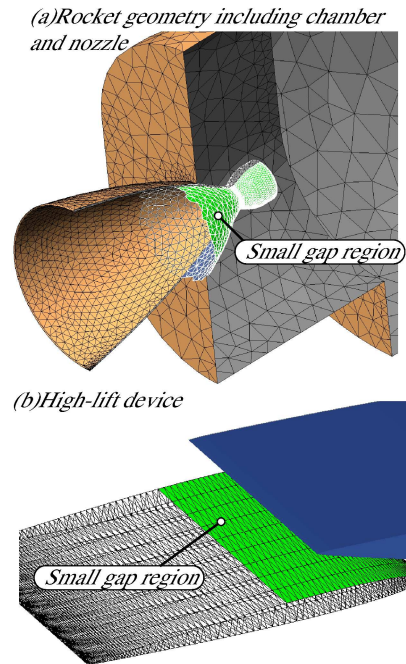 (a)Rocket geometry including chamber
and nozzle
Small gap region
(b)High-lift device
Small gap region